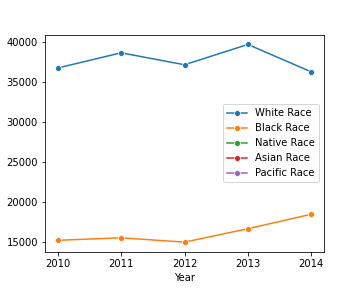 40000
35000
30000
25000
20000
15000
White Race
Black Race
Native Race
Asian Race
Pacific Race
2010 2011 2012 2013 2014
Year